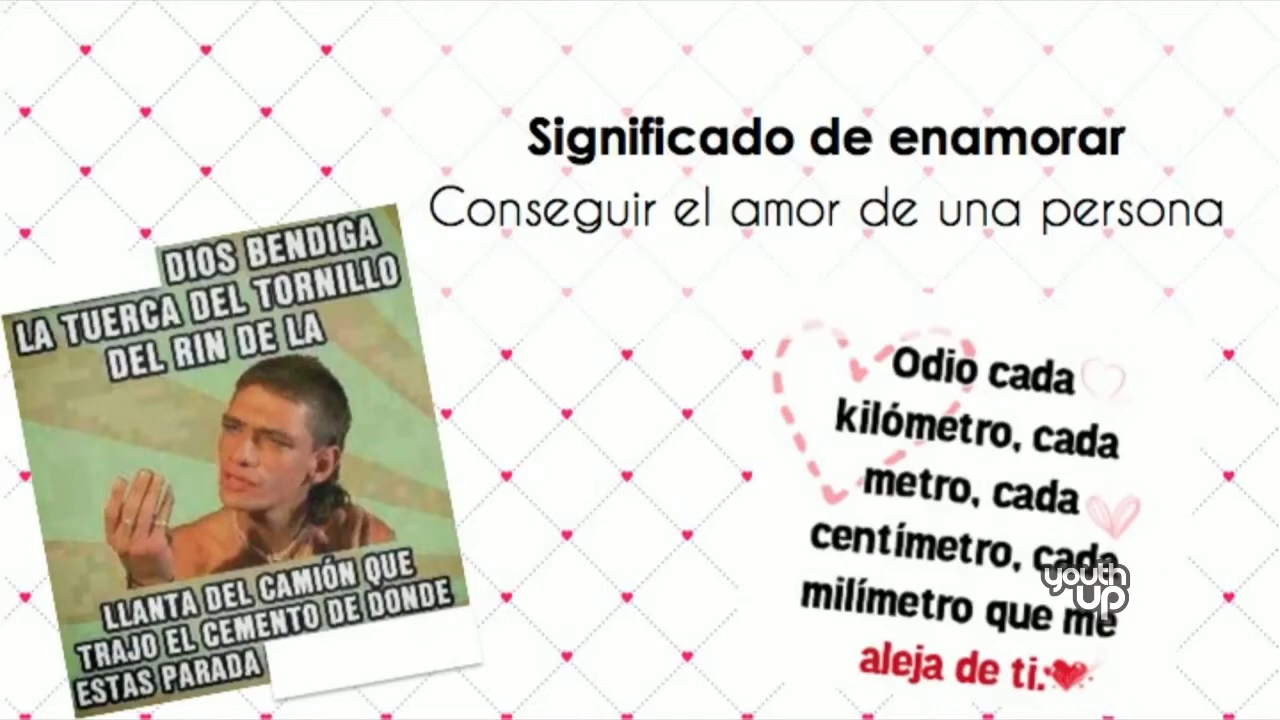 Significado de enamorar
Conseguir el amor de una persona
DIOS BENDIGA
LA TUERCA DEL TORNILLO
DEL RIN DE LA
LLANTA DEL CAMIÓN QUE
TRAJO EL CEMENTO DE DONDE
ESTAS PARADA
Odio cada
kilómetro, cada
metro, cada
centímetro, cada
milímetro que me
aleja de ti.
youth
up